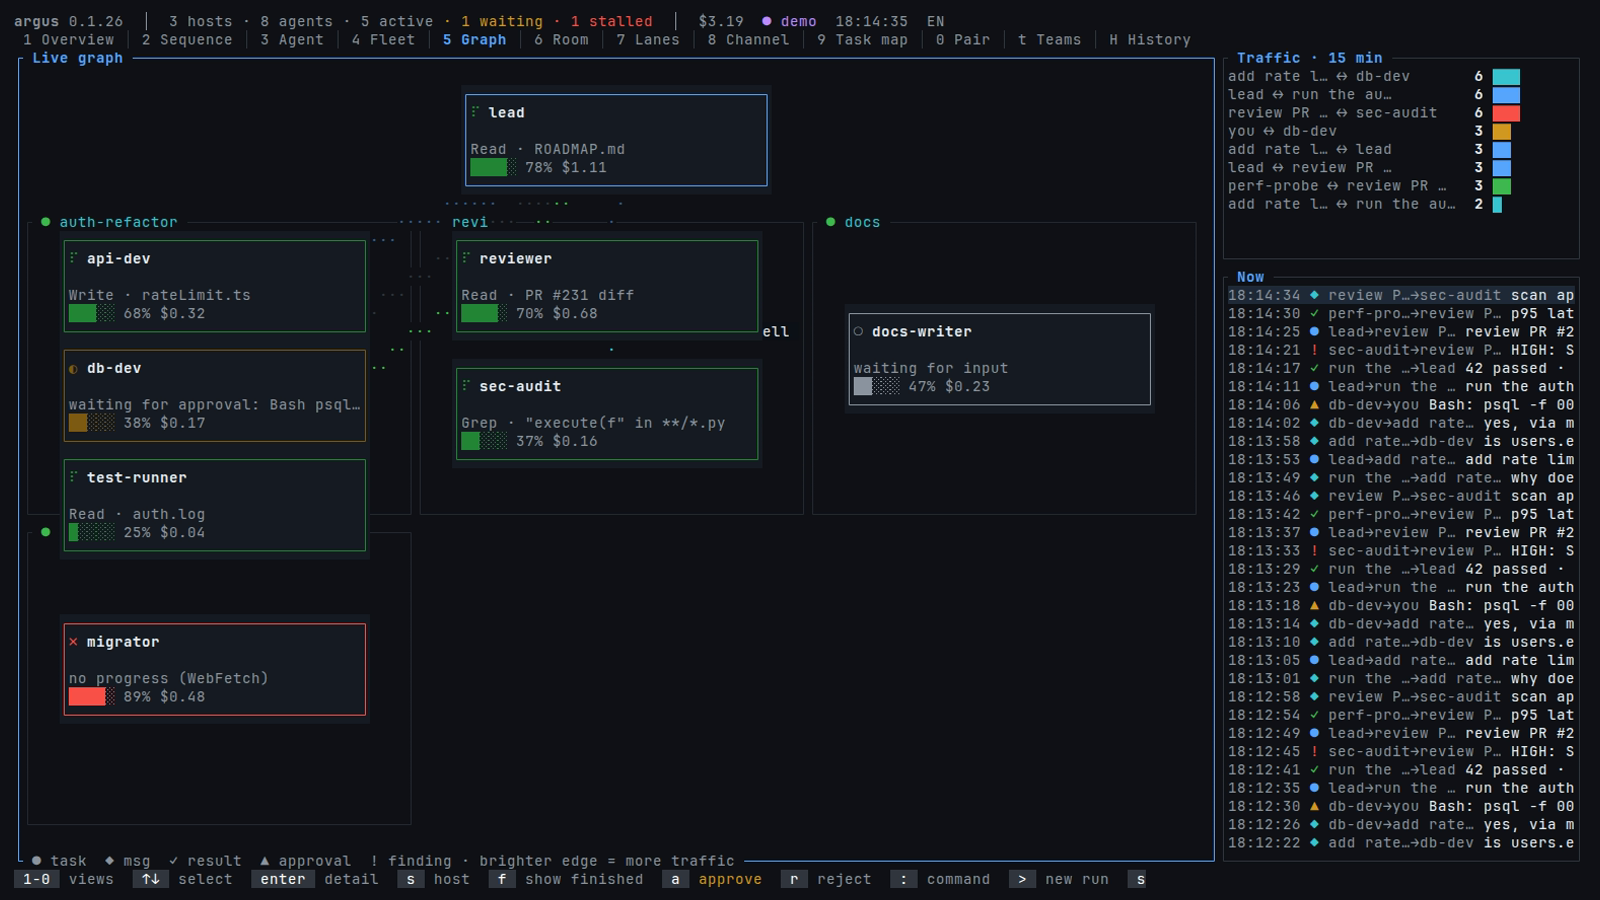 argus 0.1.26 │ 3 hosts · 8 agents · 5 active · 1 waiting · 1 stalled │ $3.19 ● demo 18:14:35 EN
1 Overview │ 2 Sequence │ 3 Agent │ 4 Fleet │ 5 Graph │ 6 Room │ 7 Lanes │ 8 Channel │ 9 Task map │ 0 Pair │ t Teams │ H History
Live graph
lead
Read · ROADMAP.md
78% $1.11
auth-refactor
api-dev
Write · rateLimit.ts
68% $0.32
db-dev
waiting for approval: Bash psql…
38% $0.17
test-runner
Read · auth.log
25% $0.04
revi
reviewer
Read · PR #231 diff
70% $0.68
ell
sec-audit
Grep · "execute(f" in **/*.py
37% $0.16
docs
docs-writer
waiting for input
47% $0.23
migrator
no progress (WebFetch)
89% $0.48
● task ◆ msg ✓ result ▲ approval ! finding · brighter edge = more traffic
Traffic · 15 min
add rate l… ↔ db-dev 6
lead ↔ run the au… 6
review PR … ↔ sec-audit 6
you ↔ db-dev 3
add rate l… ↔ lead 3
lead ↔ review PR … 3
perf-probe ↔ review PR … 3
add rate l… ↔ run the au… 2
Now
18:14:34 ◆ review P…→sec-audit scan ap
18:14:30 ✓ perf-pro…→review P… p95 lat
18:14:25 ● lead→review P… review PR #2
18:14:21 ! sec-audit→review P… HIGH: S
18:14:17 ✓ run the …→lead 42 passed ·
18:14:11 ● lead→run the … run the auth
18:14:06 ▲ db-dev→you Bash: psql -f 00
18:14:02 ◆ db-dev→add rate… yes, via m
18:13:58 ◆ add rate…→db-dev is users.e
18:13:53 ● lead→add rate… add rate lim
18:13:49 ◆ run the …→add rate… why doe
18:13:46 ◆ review P…→sec-audit scan ap
18:13:42 ✓ perf-pro…→review P… p95 lat
18:13:37 ● lead→review P… review PR #2
18:13:33 ! sec-audit→review P… HIGH: S
18:13:29 ✓ run the …→lead 42 passed ·
18:13:23 ● lead→run the … run the auth
18:13:18 ▲ db-dev→you Bash: psql -f 00
18:13:14 ◆ db-dev→add rate… yes, via m
18:13:10 ◆ add rate…→db-dev is users.e
18:13:05 ● lead→add rate… add rate lim
18:13:01 ◆ run the …→add rate… why doe
18:12:58 ◆ review P…→sec-audit scan ap
18:12:54 ✓ perf-pro…→review P… p95 lat
18:12:49 ● lead→review P… review PR #2
18:12:45 ! sec-audit→review P… HIGH: S
18:12:41 ✓ run the …→lead 42 passed ·
18:12:35 ● lead→run the … run the auth
18:12:30 ▲ db-dev→you Bash: psql -f 00
18:12:26 ◆ db-dev→add rate… yes, via m
18:12:22 ◆ add rate…→db-dev is users.e
1-0 views ↑↓ select enter detail s host f show finished a approve r reject : command > new run s